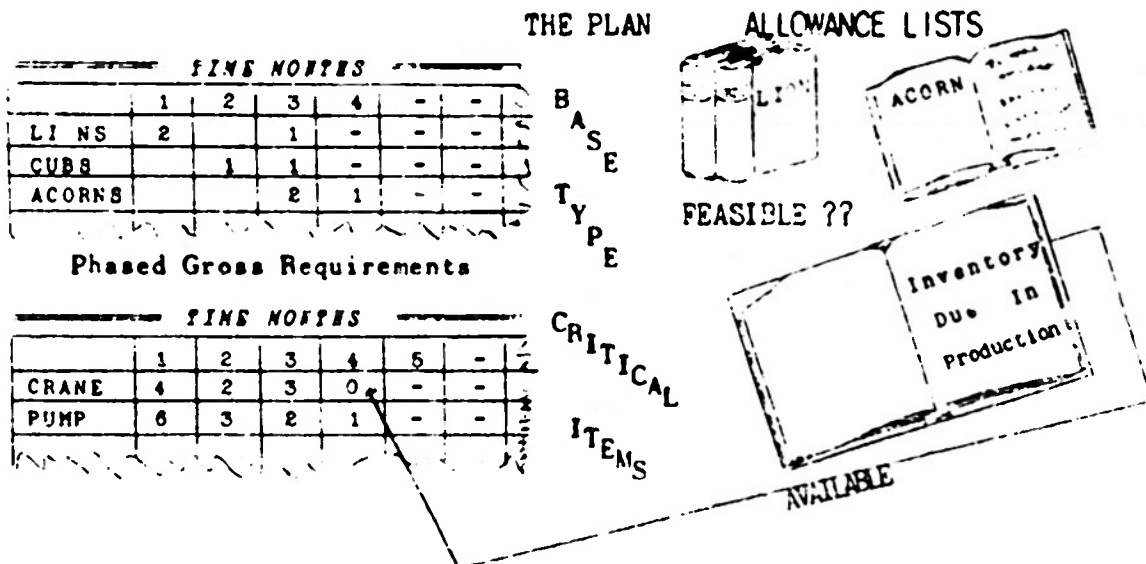 THE PLAN ALLOWANCE LISTS
TIME MONTHS
1 2 3 4 - -
LI NS 2 1 - - -
CUBS 1 1 - - -
ACORNS 2 1 - -
BASE TYPE
LION
ACORN
FEASIBLE ??
Phased Gross Requirements
TIME MONTHS
1 2 3 4 5 -
CRANE 4 2 3 0 - -
PUMP 6 3 2 1 - -
CRITICAL ITEMS
Inventory
Due In
Production
AVAILABLE